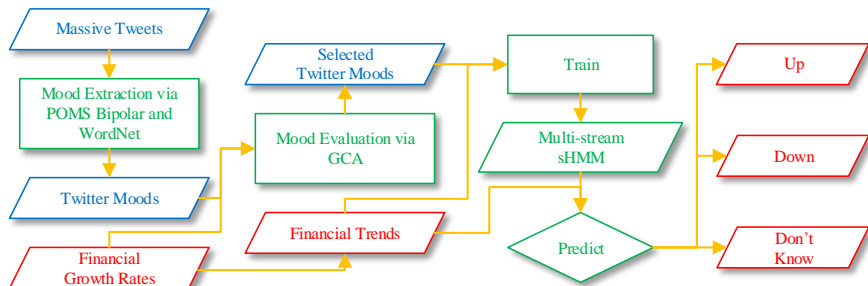 Massive Tweets
Mood Extraction via
POMS Bipolar and
WordNet
Twitter Moods
Financial
Growth Rates
Selected
Twitter Moods
Mood Evaluation via
GCA
Financial Trends
Train
Multi-stream
sHMM
Predict
Up
Down
Don't
Know